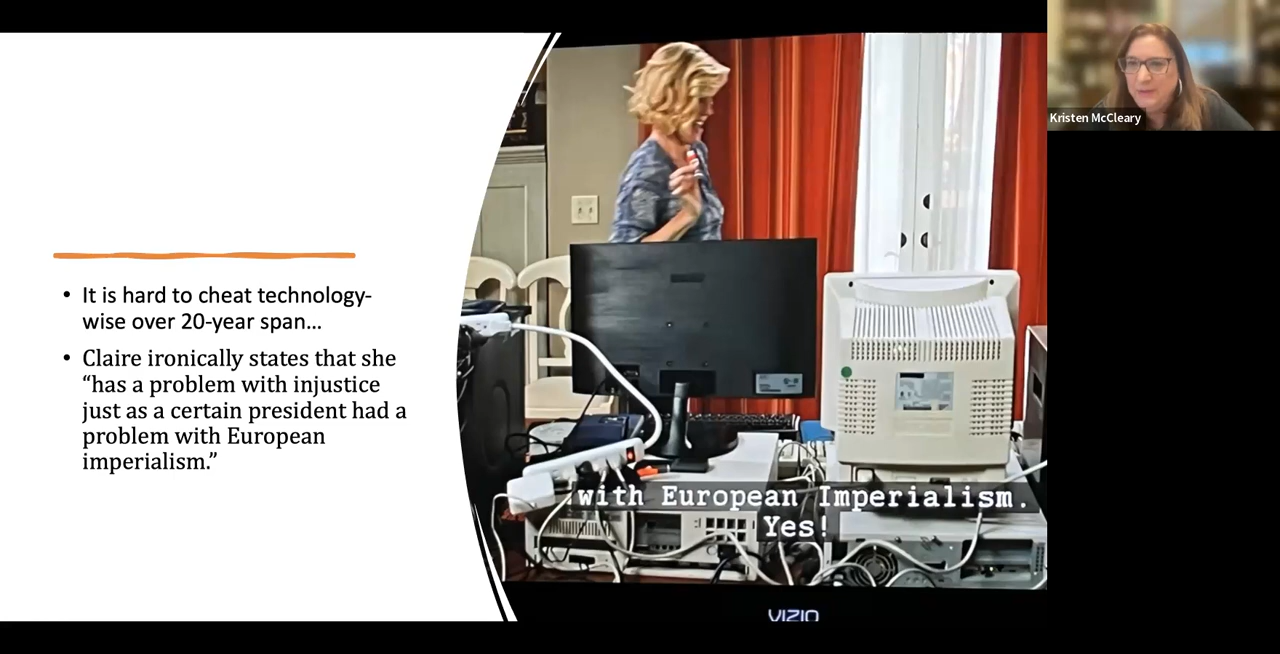 Kristen McCleary
• It is hard to cheat technology-
wise over 20-year span...
• Claire ironically states that she
“has a problem with injustice
just as a certain president had a
problem with European
imperialism.”
...with European Imperialism.
Yes!
VIZIO